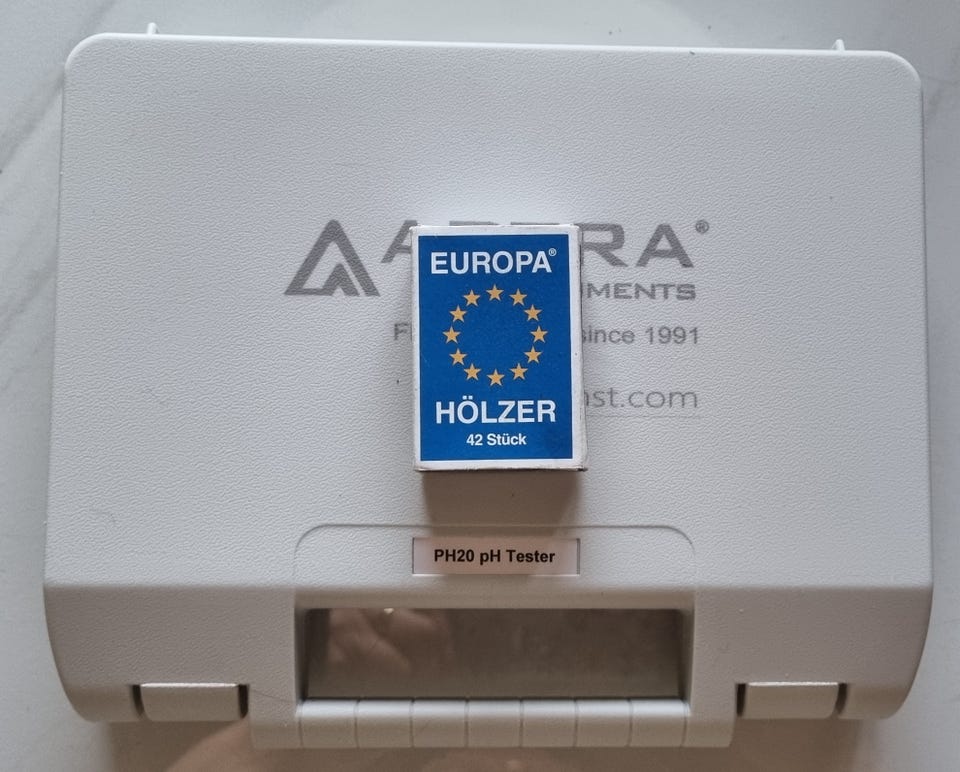 EUROPA®
HÖLZER
42 Stück
®
since 1991
PH20 pH Tester